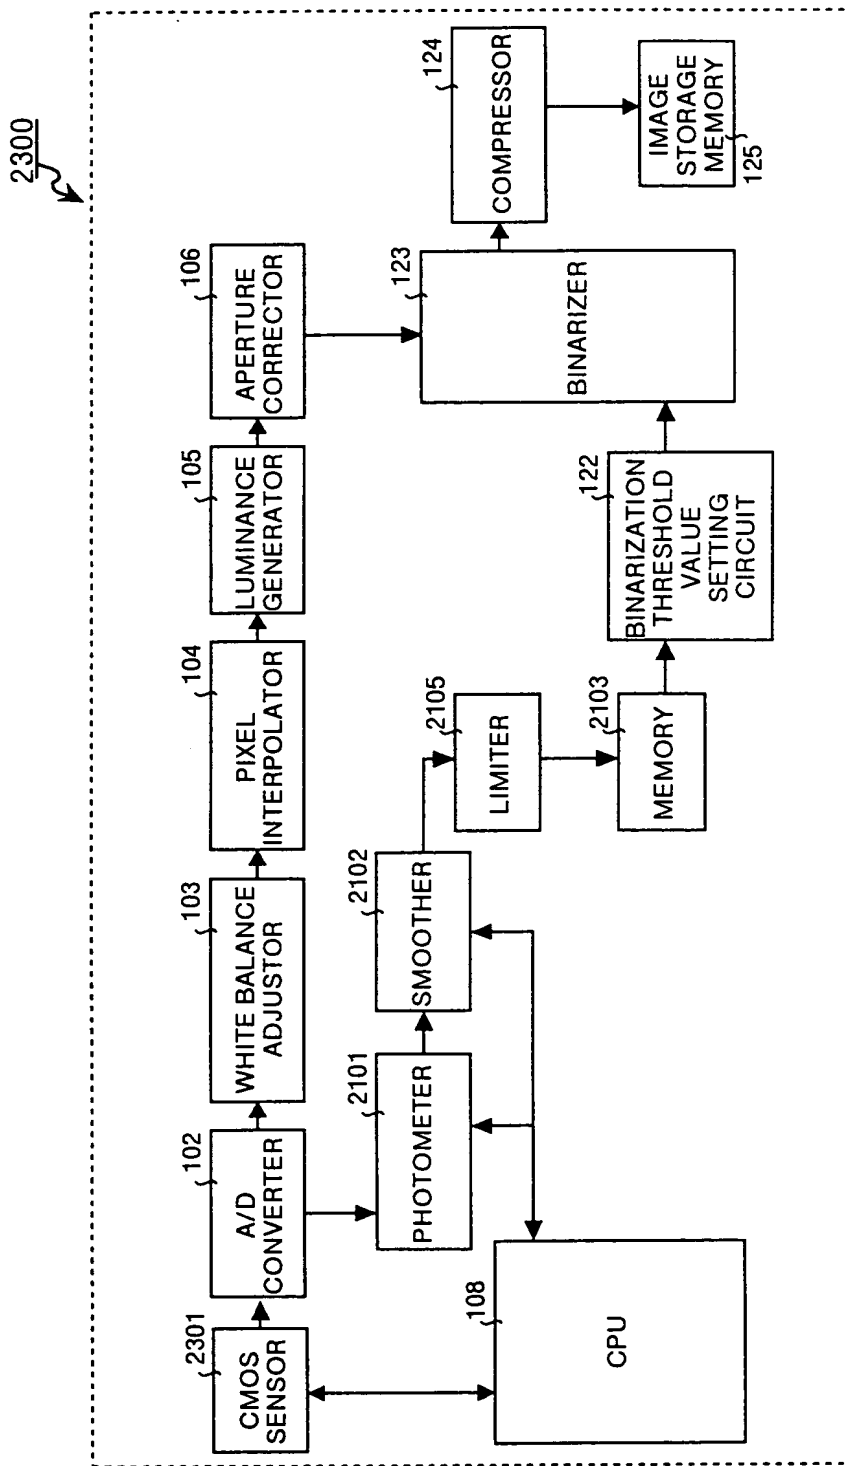 2300
2301
CMOS
SENSOR
102
A/D
CONVERTER
103
WHITE BALANCE
ADJUSTOR
104
PIXEL
INTERPOLATOR
105
LUMINANCE
GENERATOR
106
APERTURE
CORRECTOR
2101
PHOTOMETER
2102
SMOOTHER
2105
LIMITER
2103
MEMORY
122
BINARIZATION
THRESHOLD
VALUE
SETTING
CIRCUIT
123
BINARIZER
124
COMPRESSOR
IMAGE
STORAGE
MEMORY
125
108
CPU